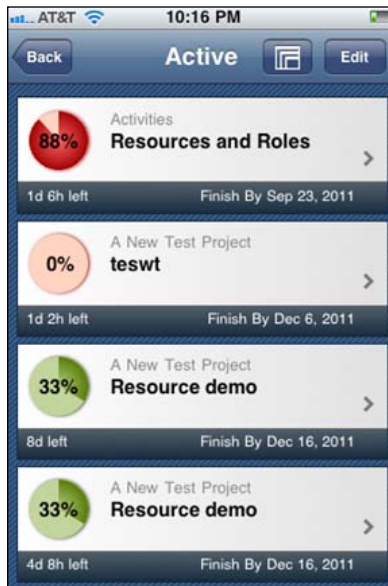 AT&T 10:16 PM
Back Active Edit
Activities
88% Resources and Roles
1d 6h left Finish By Sep 23, 2011
A New Test Project
0% teswt
1d 2h left Finish By Dec 6, 2011
A New Test Project
33% Resource demo
8d left Finish By Dec 16, 2011
A New Test Project
33% Resource demo
4d 8h left Finish By Dec 16, 2011